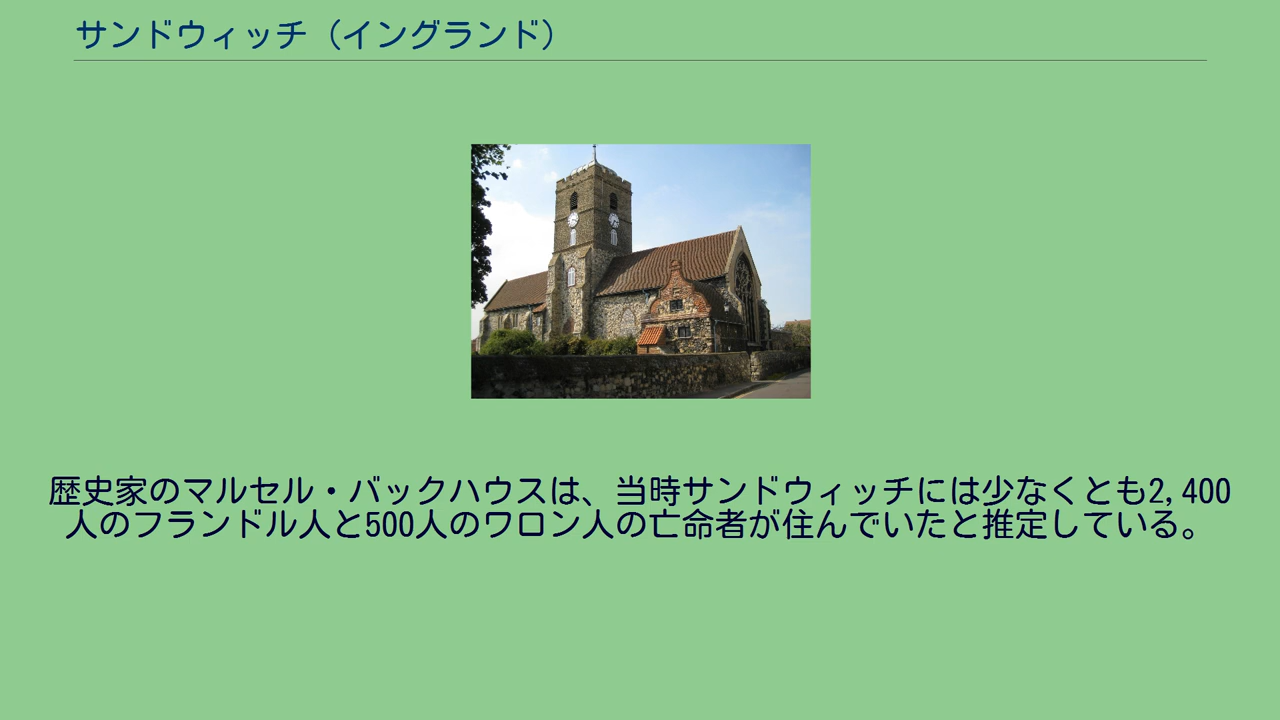 サンドウィッチ（イングランド）
歴史家のマルセル・バックハウスは、当時サンドウィッチには少なくとも2,400
人のフランドル人と500人のワロン人の亡命者が住んでいたと推定している。